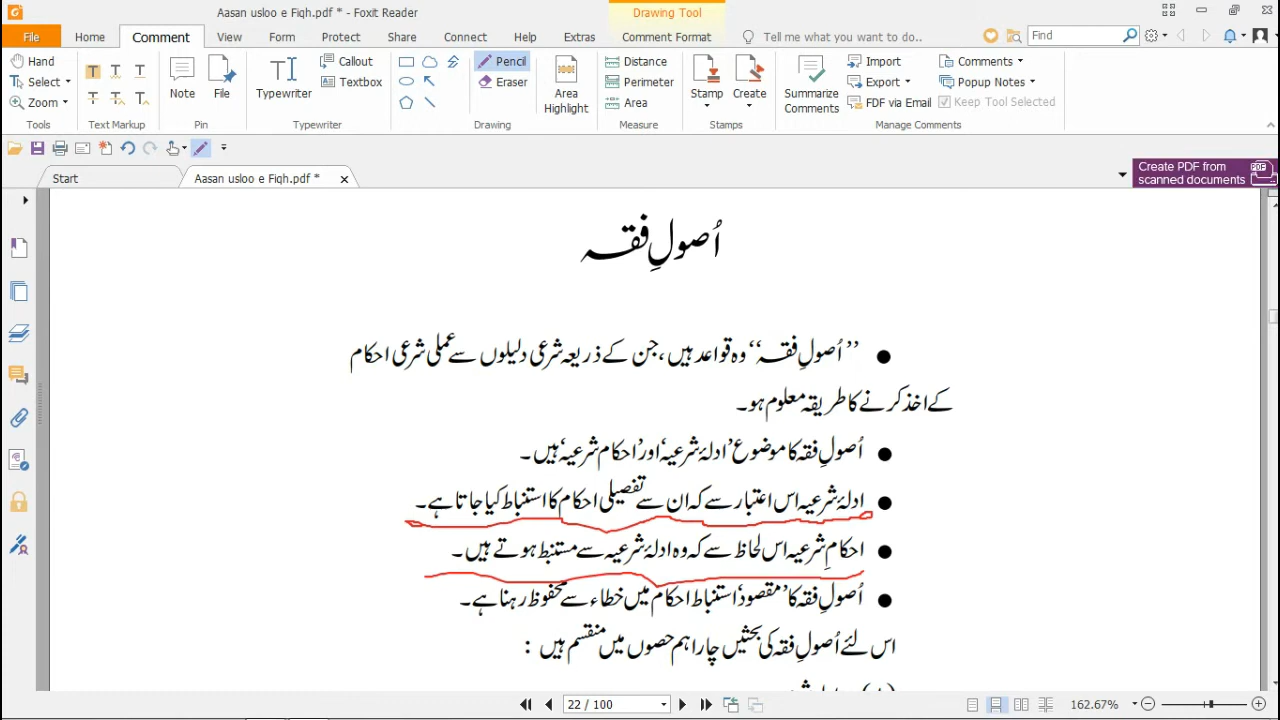 Aasan usloo e Fiqh.pdf * - Foxit Reader
Drawing Tool
File Home Comment View Form Protect Share Connect Help Extras Comment Format Tell me what you want to do.. Find
Hand
Select
Zoom
Tools
Text Markup
Note
File
Pin
Typewriter
Callout
Textbox
Typewriter
Pencil
Eraser
Drawing
Area
Highlight
Distance
Perimeter
Area
Measure
Stamp
Create
Stamps
Summarize
Comments
Import
Export
FDF via Email
Comments
Popup Notes
Keep Tool Selected
Manage Comments
Start
Aasan usloo e Fiqh.pdf *
Create PDF from
scanned documents
اُصولِ فقہ
● ’’اُصولِ فقہ‘‘ وہ قواعد ہیں، جن کے ذریعہ شرعی دلیلوں سے عملی شرعی احکام
کے اخذ کرنے کا طریقہ معلوم ہو۔
● اُصولِ فقہ کا موضوع ’ادلۂ شرعیہ‘ اور ’احکام شرعیہ‘ ہیں۔
● ادلۂ شرعیہ اس اعتبار سے کہ ان سے تفصیلی احکام کا استنباط کیا جاتا ہے۔
● احکامِ شرعیہ اس لحاظ سے کہ وہ ادلۂ شرعیہ سے مستنبط ہوتے ہیں۔
● اُصولِ فقہ کا ’مقصود‘ استنباط احکام میں خطاء سے محفوظ رہنا ہے۔
اس لئے اُصولِ فقہ کی بحثیں چار اہم حصوں میں منقسم ہیں :
22 / 100
162.67%